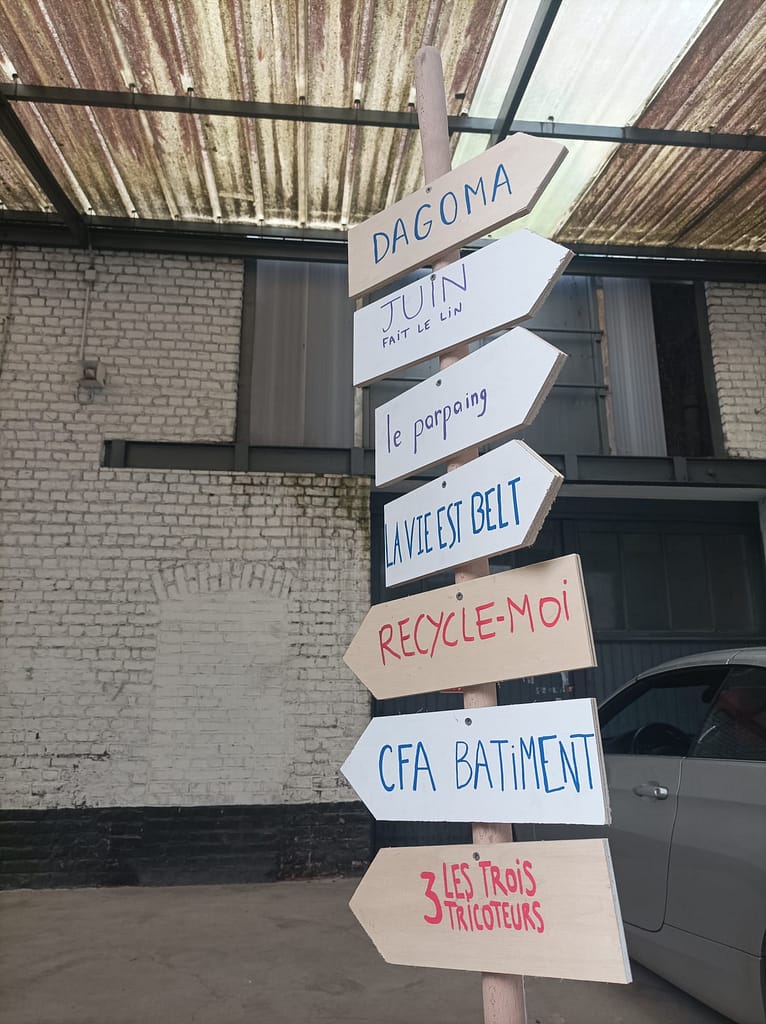 DAGOMA
JUiN
FAiT LE LiN
le parpaing
LA VIE EST BELT
RECYCLE-MOi
CFA BATiMENT
3 LES TROiS
TRICOTEURS